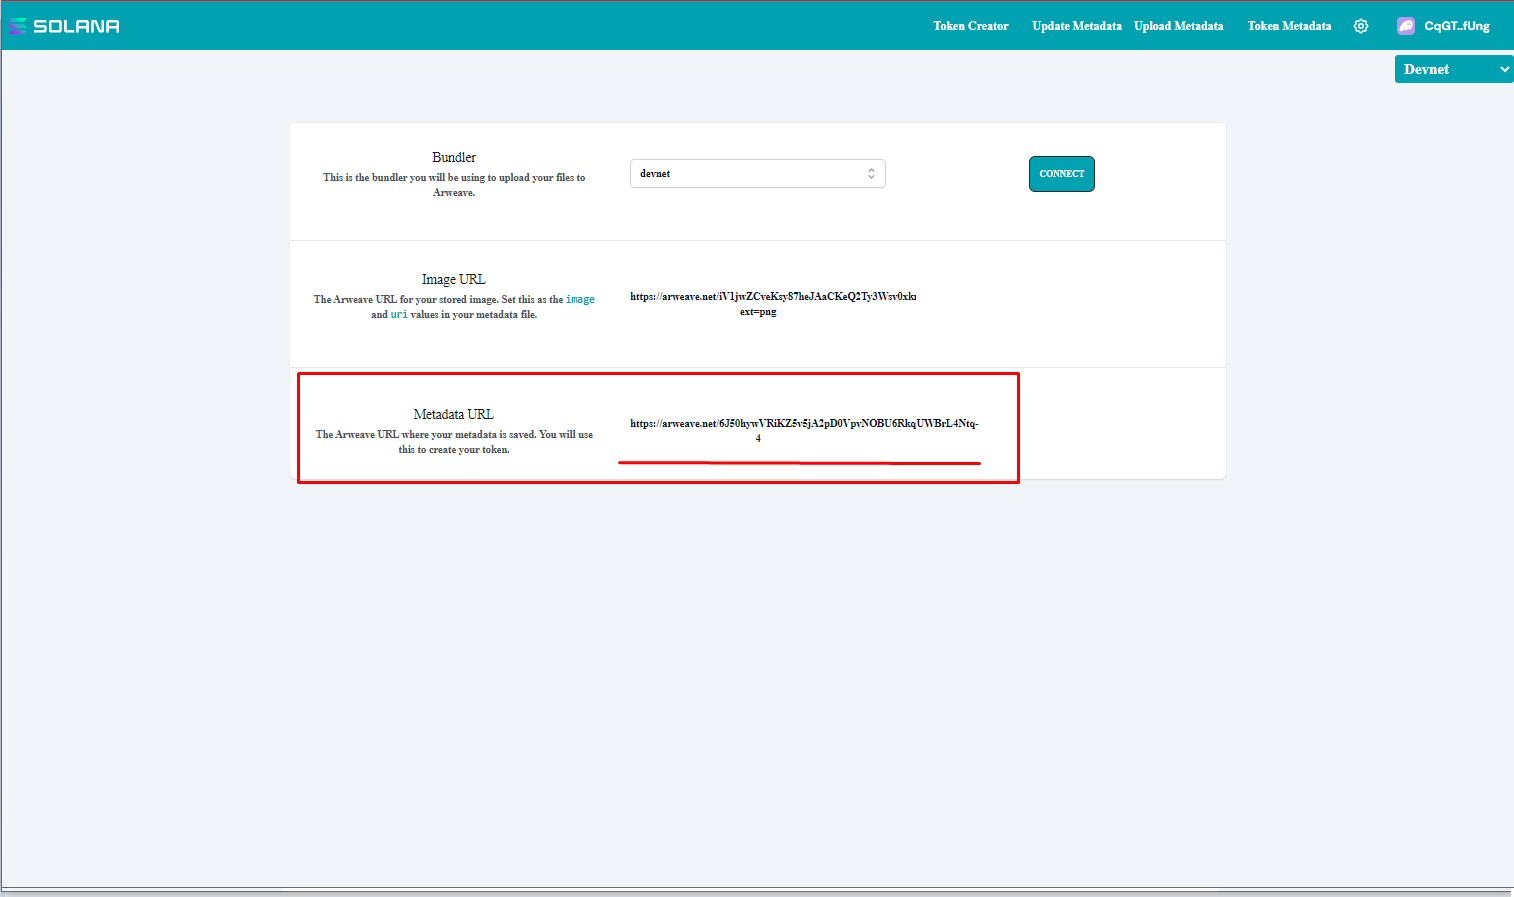 SOLANA
Token Creator
Update Metadata
Upload Metadata
Token Metadata
CqGT..fUng
Devnet
Bundler
This is the bundler you will be using to upload your files to
Arweave.
devnet
CONNECT
Image URL
The Arweave URL for your stored image. Set this as the image
and uri values in your metadata file.
https://arweave.net/iV1jwZCveKsy87heJAaCKeQ2Ty3Wsv0xk
ext=png
Metadata URL
The Arweave URL where your metadata is saved. You will use
this to create your token.
https://arweave.net/6J50hywVRiKZ5v5jA2pD0VpvNOBU6RkqUWBrL4Ntq-
4